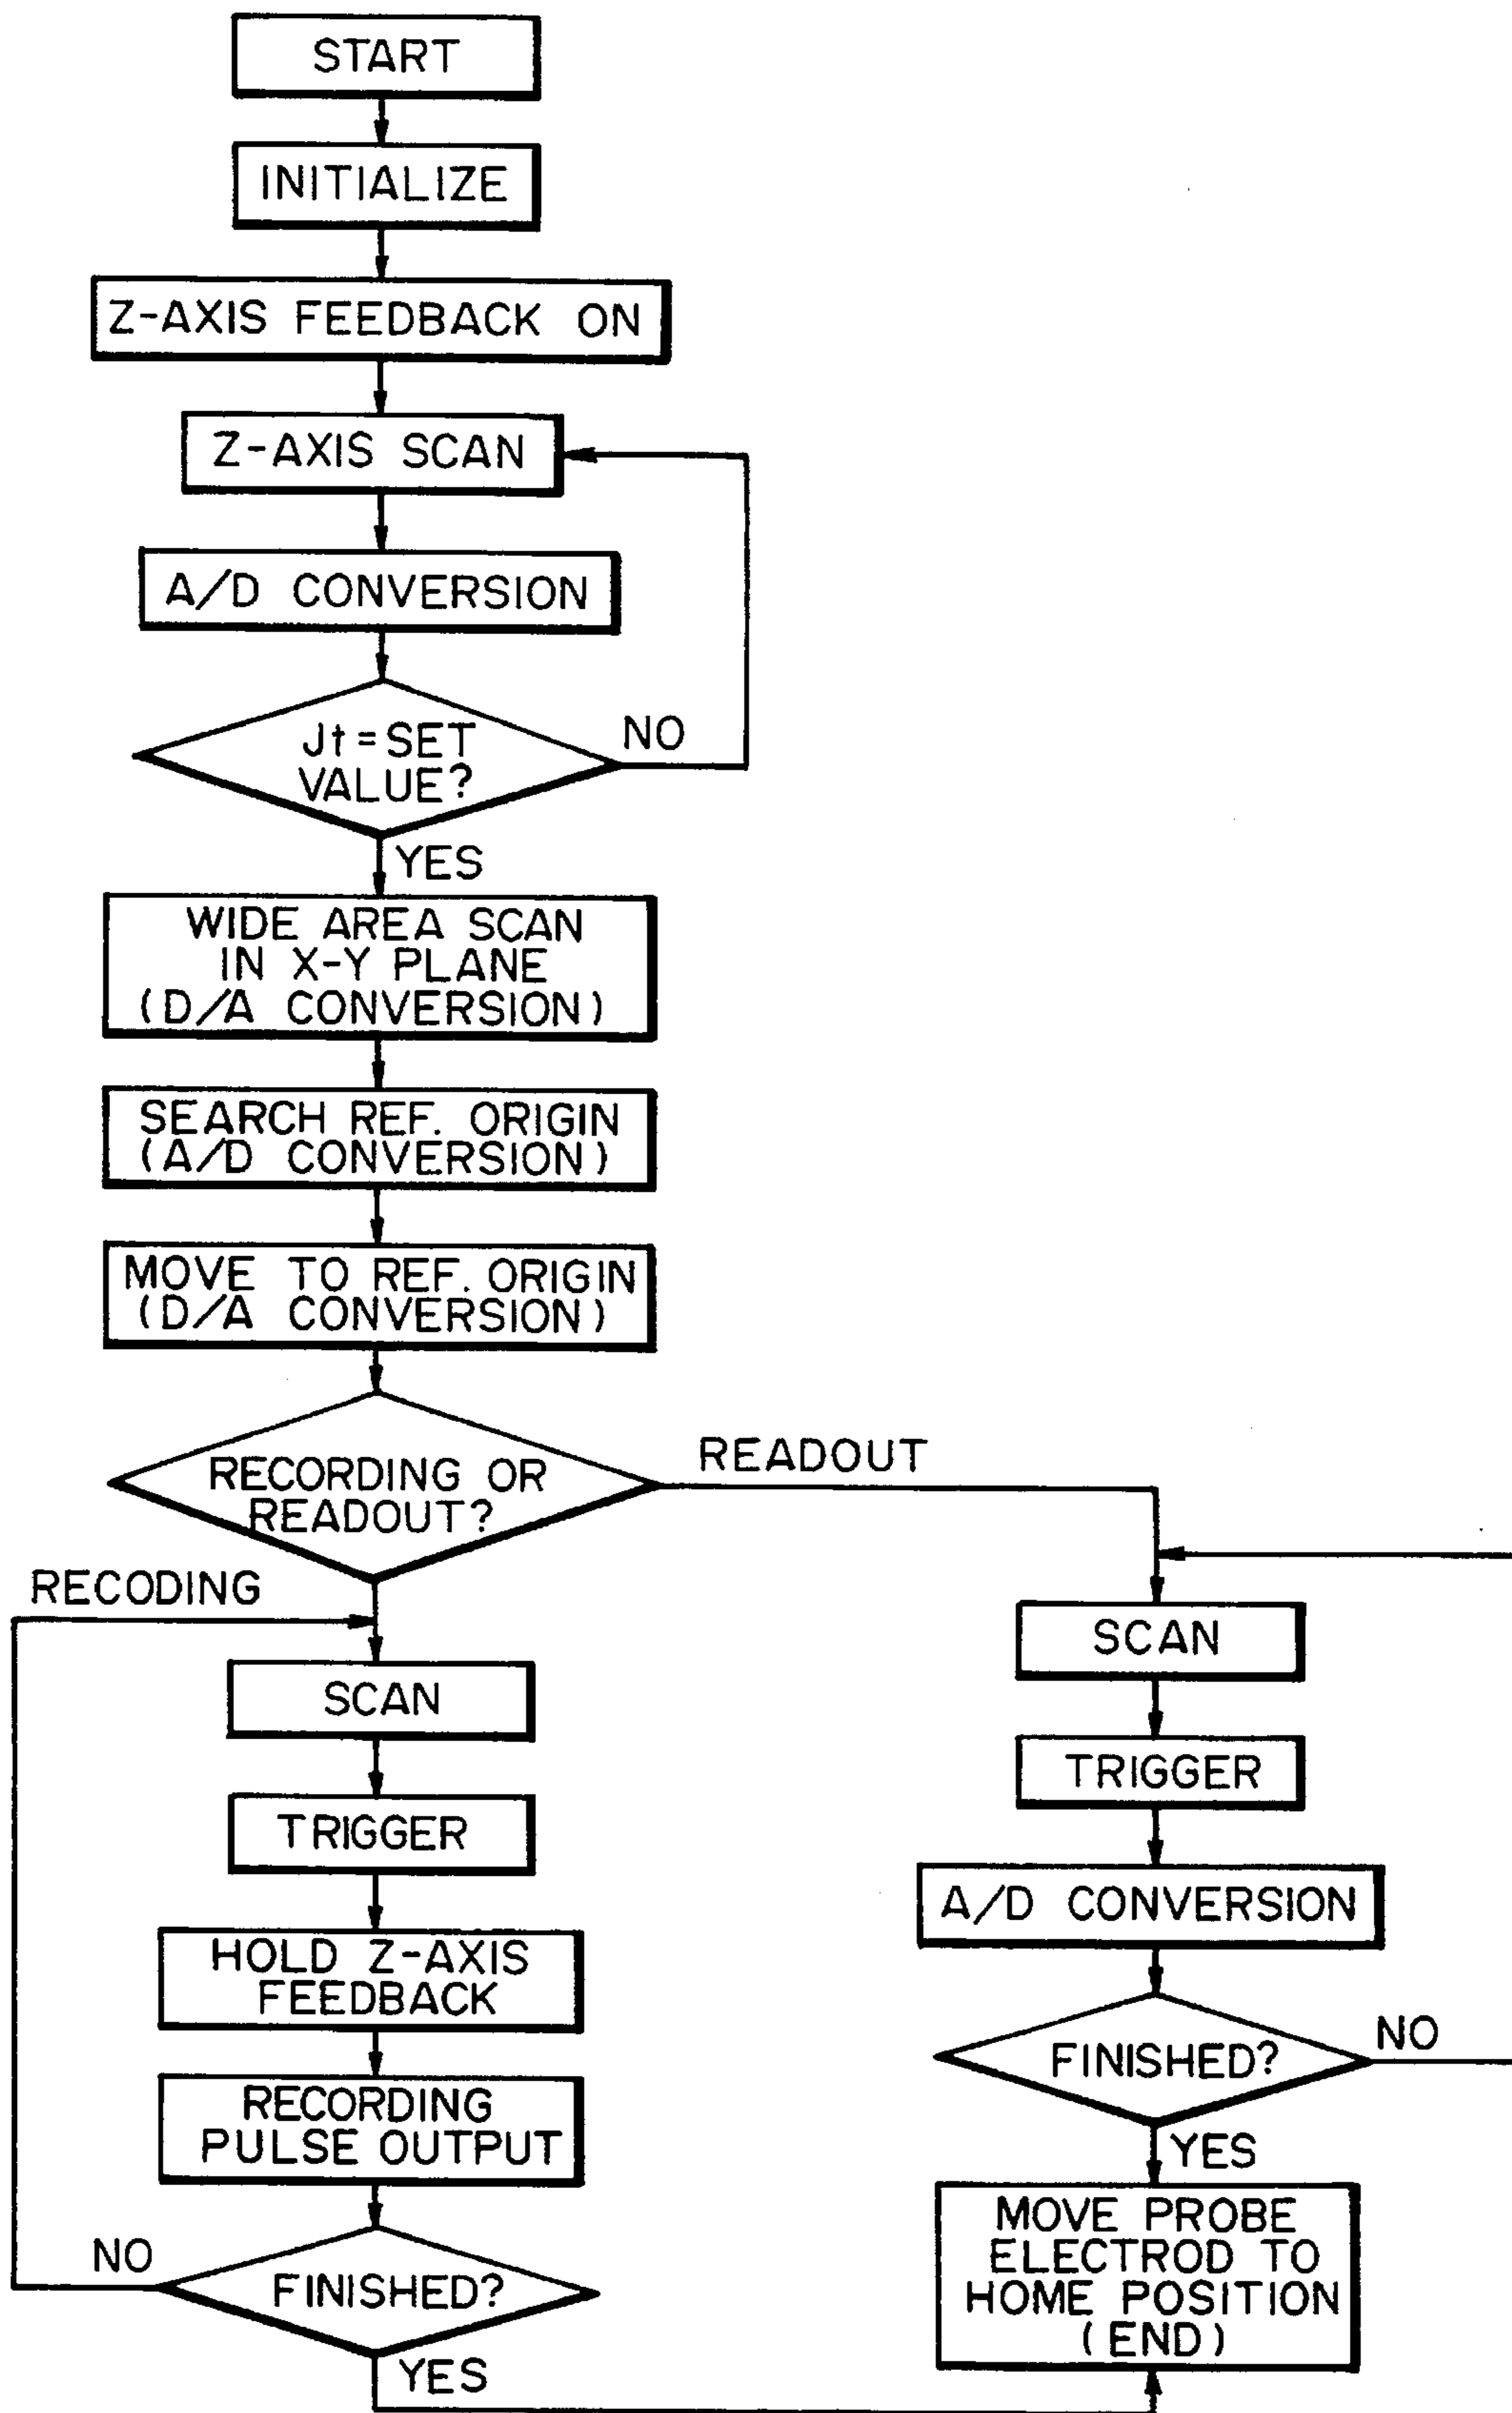 START
INITIALIZE
Z-AXIS FEEDBACK ON
Z-AXIS SCAN
A/D CONVERSION
Jt=SET
VALUE?
NO
YES
WIDE AREA SCAN
IN X-Y PLANE
(D/A CONVERSION)
SEARCH REF. ORIGIN
(A/D CONVERSION)
MOVE TO REF. ORIGIN
(D/A CONVERSION)
RECORDING OR
READOUT?
READOUT
RECODING
SCAN
TRIGGER
HOLD Z-AXIS
FEEDBACK
RECORDING
PULSE OUTPUT
FINISHED?
NO
YES
SCAN
TRIGGER
A/D CONVERSION
FINISHED?
NO
YES
MOVE PROBE
ELECTROD TO
HOME POSITION
(END)